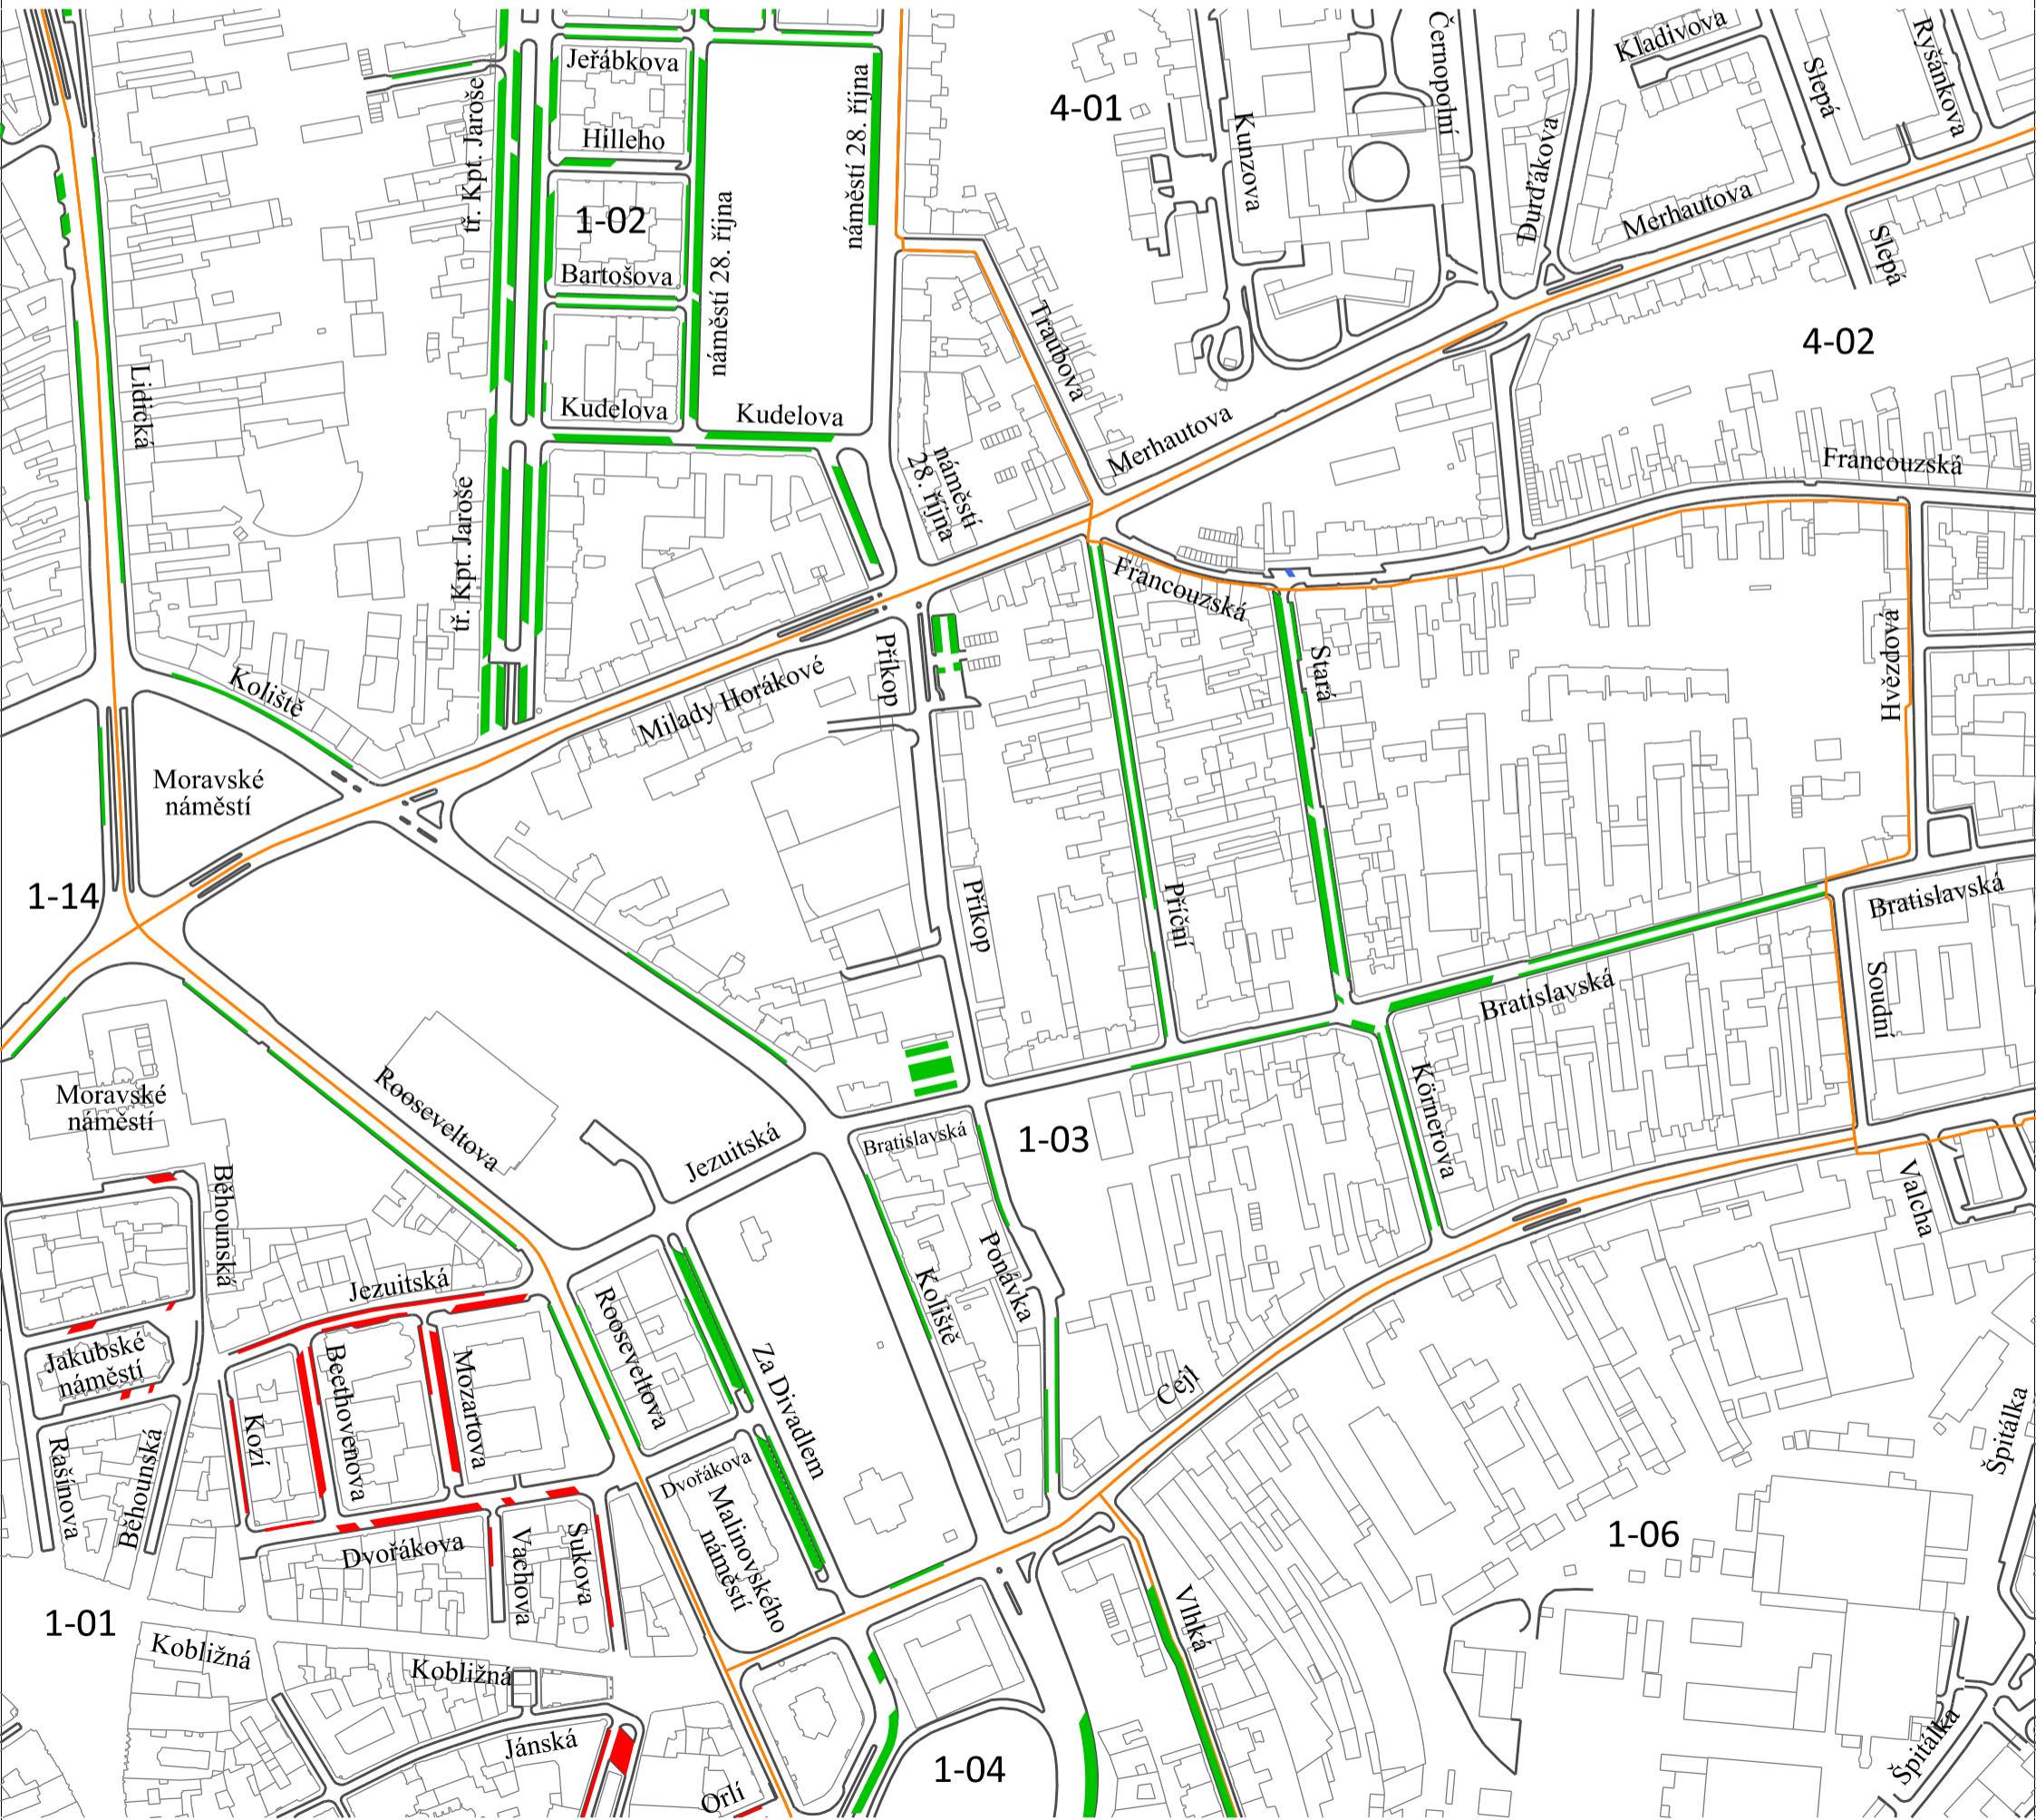 Jeřábkova
Hilleho
1-02
Bartošova
Kudelova
Kudelova
tř. Kpt. Jaroše
tř. Kpt. Jaroše
náměstí 28. října
náměstí 28. října
náměstí
28. října
4-01
Kunzova
Černopolní
Durďákova
Kladivova
Slepá
Ryšánkova
Merhautova
Slepá
4-02
Traubova
Merhautova
Francouzská
Francouzská
Lidická
Koliště
Moravské
náměstí
Milady Horákové
Příkop
Příkop
Příční
Stará
Hvězdová
1-14
Bratislavská
Bratislavská
Soudní
Körnerova
Moravské
náměstí
Rooseveltova
Jezuitská
Bratislavská
1-03
Valcha
Běhounská
Jezuitská
Rooseveltova
Za Divadlem
Koliště
Ponávka
Cejl
Jakubské
náměstí
Kozí
Beethovenova
Mozartova
Rašínova
Běhounská
Dvořákova
Dvořákova
Malinovského
náměstí
Vachova
Sukova
Vlhká
1-06
Špitálka
Špitálka
1-01
Kobližná
Kobližná
Jánská
Orlí
1-04